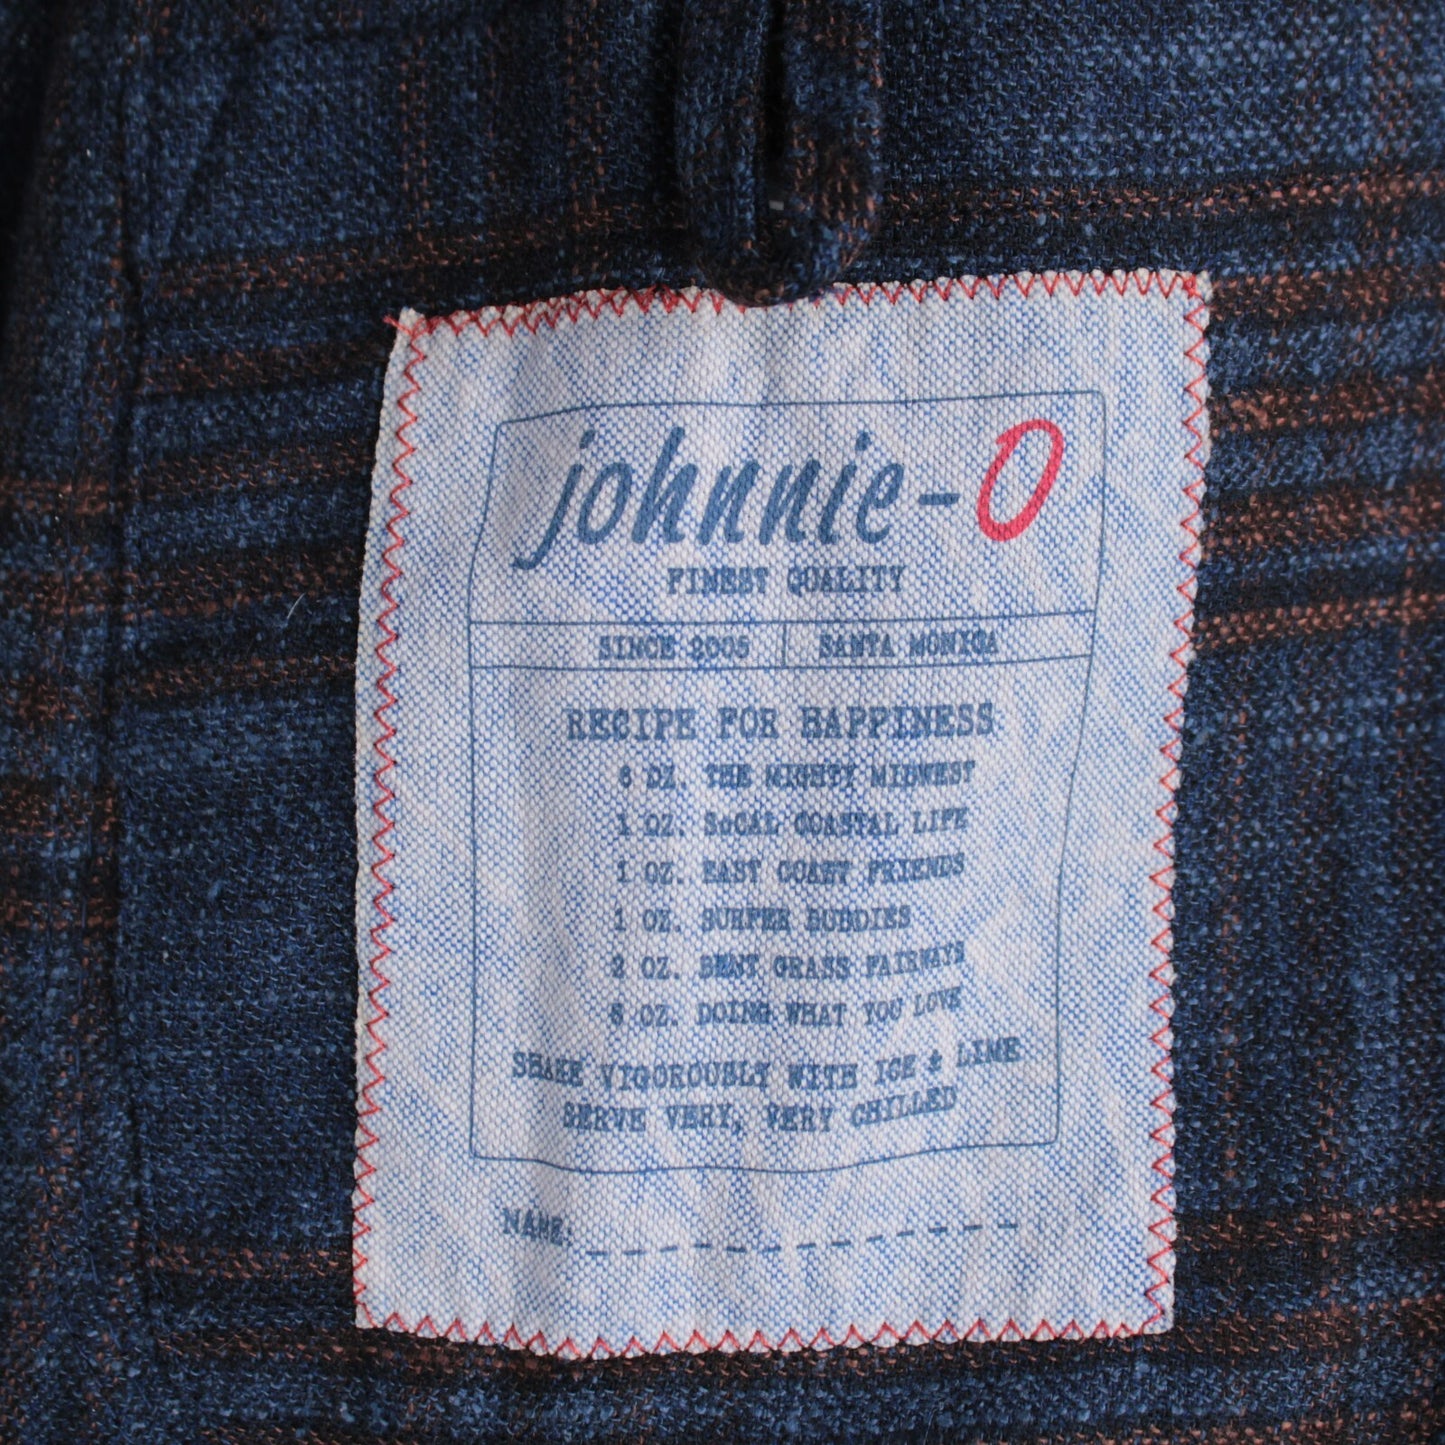 johnnie-O
FINEST QUALITY
SINCE 2005 SANTA MONICA
RECIPE FOR HAPPINESS
6 OZ. THE MIGHTY MIDWEST
1 OZ. SoCAL COASTAL LIFE
1 OZ. EAST COAST FRIENDS
1 OZ. SURFER BUDDIES
2 OZ. BENT GRASS FAIRWAYS
6 OZ. DOING WHAT YOU LOVE
SHAKE VIGOROUSLY WITH ICE & LIME
SERVE VERY, VERY CHILLED
NAME: